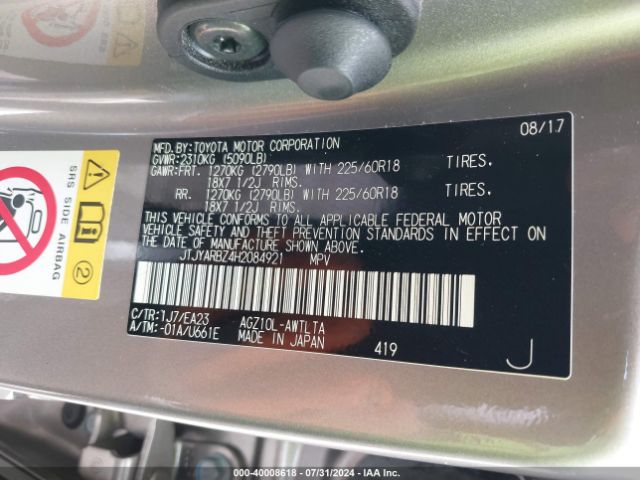 MFD.BY:TOYOTA MOTOR CORPORATION 08/17
GVWR:2310KG (5090LB)
GAWR:FRT. 1270KG (2790LB) WITH 225/60R18 TIRES,
18X7 1/2J RIMS.
RR. 1270KG (2790LB) WITH 225/60R18 TIRES,
18X7 1/2J RIMS.
THIS VEHICLE CONFORMS TO ALL APPLICABLE FEDERAL MOTOR
VEHICLE SAFETY AND THEFT PREVENTION STANDARDS IN EFFECT ON
THE DATE OF MANUFACTURE SHOWN ABOVE.
JTJYARBZ4H2084921 MPV
C/TR:1J7/EA23 AGZ10L-AWTLTA
A/TM:-01A/U661E MADE IN JAPAN 419
J
SRS SIDE AIRBAG
2
000-40008618 - 07/31/2024 - IAA Inc.